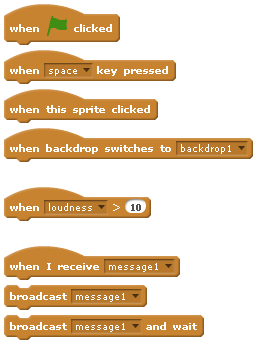 when clicked
when space key pressed
when this sprite clicked
when backdrop switches to backdrop1
when loudness > 10
when I receive message1
broadcast message1
broadcast message1 and wait